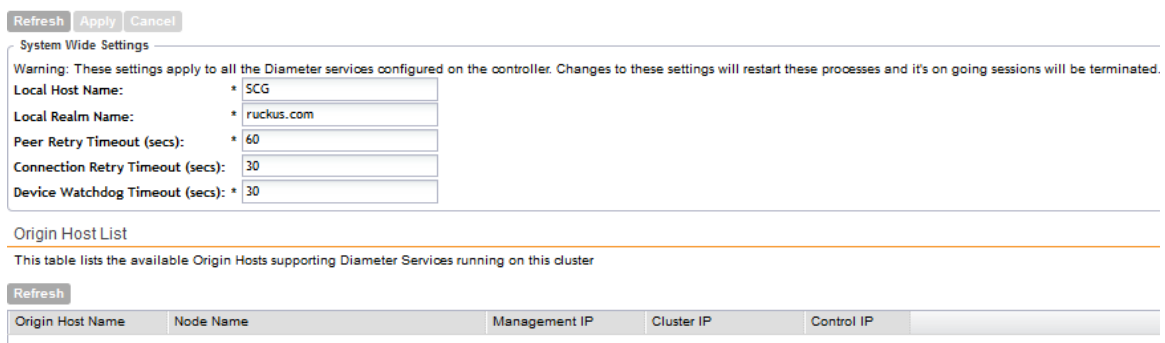 Refresh Apply Cancel
System Wide Settings
Warning: These settings apply to all the Diameter services configured on the controller. Changes to these settings will restart these processes and it's on going sessions will be terminated.
Local Host Name: * SCG
Local Realm Name: * ruckus.com
Peer Retry Timeout (secs): * 60
Connection Retry Timeout (secs): 30
Device Watchdog Timeout (secs): * 30
Origin Host List
This table lists the available Origin Hosts supporting Diameter Services running on this cluster
Refresh
Origin Host Name Node Name Management IP Cluster IP Control IP